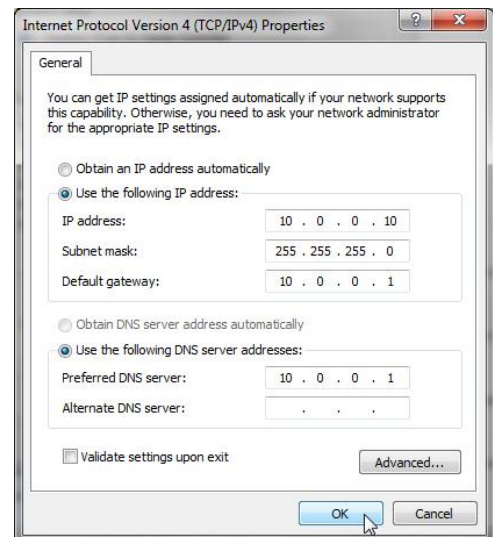 Internet Protocol Version 4 (TCP/IPv4) Properties
General
You can get IP settings assigned automatically if your network supports
this capability. Otherwise, you need to ask your network administrator
for the appropriate IP settings.
Obtain an IP address automatically
Use the following IP address:
IP address: 10 . 0 . 0 . 10
Subnet mask: 255 . 255 . 255 . 0
Default gateway: 10 . 0 . 0 . 1
Obtain DNS server address automatically
Use the following DNS server addresses:
Preferred DNS server: 10 . 0 . 0 . 1
Alternate DNS server: . . .
Validate settings upon exit
Advanced...
OK Cancel